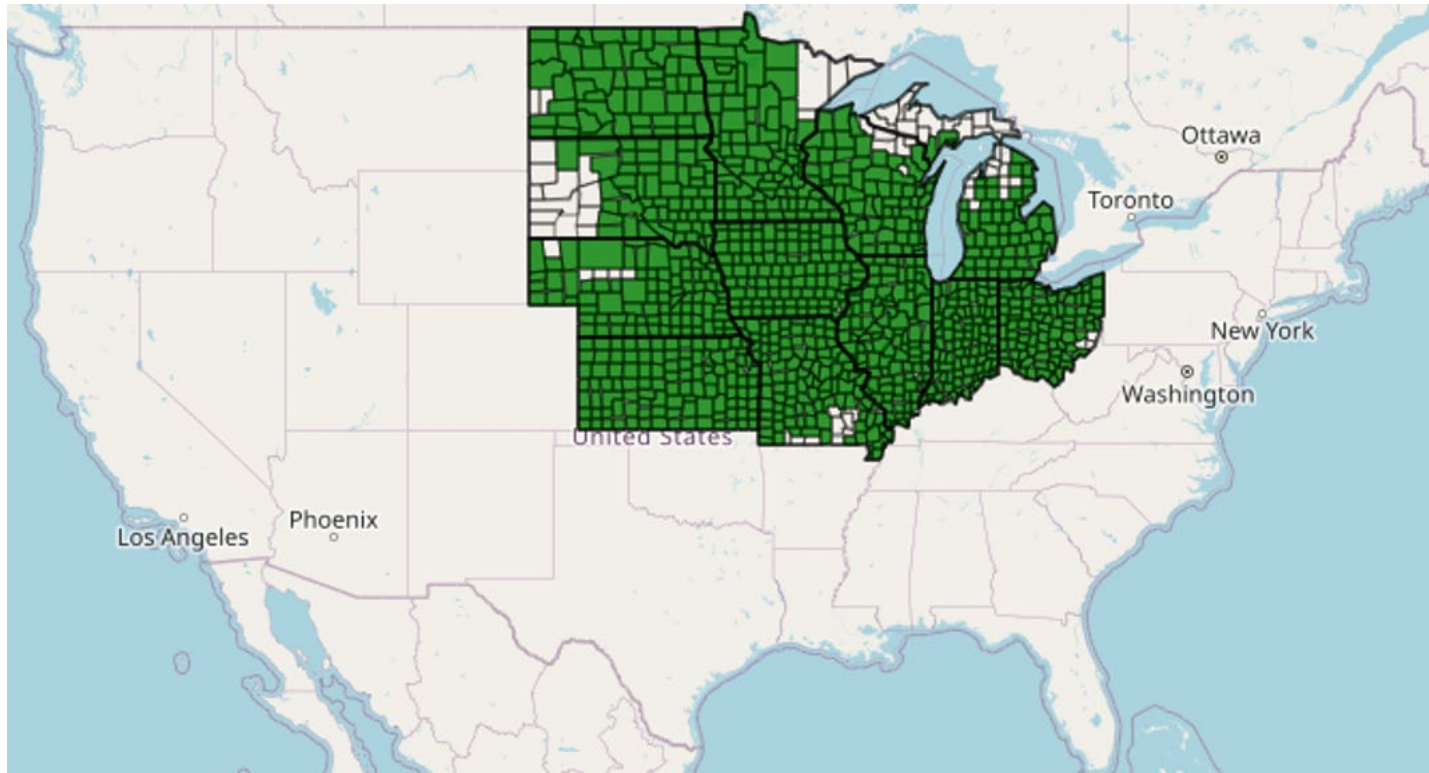 Ottawa
Toronto
New York
Washington
United States
Phoenix
Los Angeles